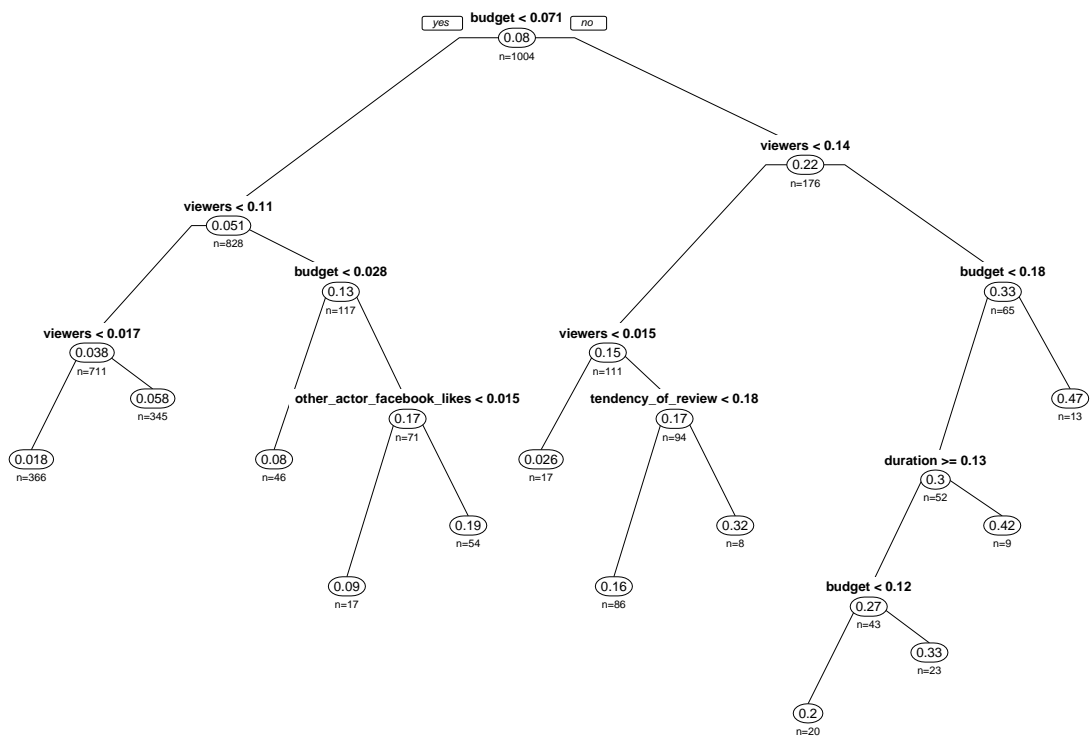 budget < 0.071
yes
no
0.08
n=1004
viewers < 0.14
0.22
n=176
viewers < 0.11
0.051
n=828
budget < 0.028
0.13
n=117
budget < 0.18
0.33
n=65
viewers < 0.017
0.038
n=711
viewers < 0.015
0.15
n=111
0.058
n=345
other_actor_facebook_likes < 0.015
0.17
n=71
tendency_of_review < 0.18
0.17
n=94
0.47
n=13
0.018
n=366
0.08
n=46
0.026
n=17
duration >= 0.13
0.3
n=52
0.19
n=54
0.32
n=8
0.42
n=9
0.09
n=17
0.16
n=86
budget < 0.12
0.27
n=43
0.33
n=23
0.2
n=20